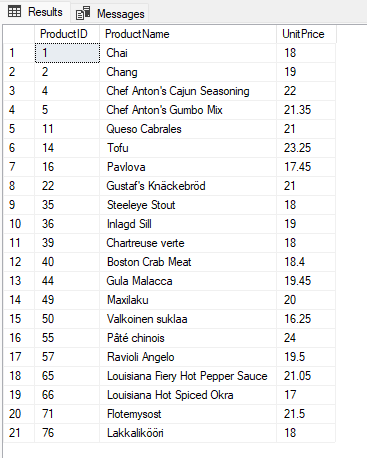 Results Messages
ProductID ProductName UnitPrice
1 1 Chai 18
2 2 Chang 19
3 4 Chef Anton's Cajun Seasoning 22
4 5 Chef Anton's Gumbo Mix 21.35
5 11 Queso Cabrales 21
6 14 Tofu 23.25
7 16 Pavlova 17.45
8 22 Gustaf's Knäckebröd 21
9 35 Steeleye Stout 18
10 36 Inlagd Sill 19
11 39 Chartreuse verte 18
12 40 Boston Crab Meat 18.4
13 44 Gula Malacca 19.45
14 49 Maxilaku 20
15 50 Valkoinen suklaa 16.25
16 55 Pâté chinois 24
17 57 Ravioli Angelo 19.5
18 65 Louisiana Fiery Hot Pepper Sauce 21.05
19 66 Louisiana Hot Spiced Okra 17
20 71 Flotemysost 21.5
21 76 Lakkalikööri 18